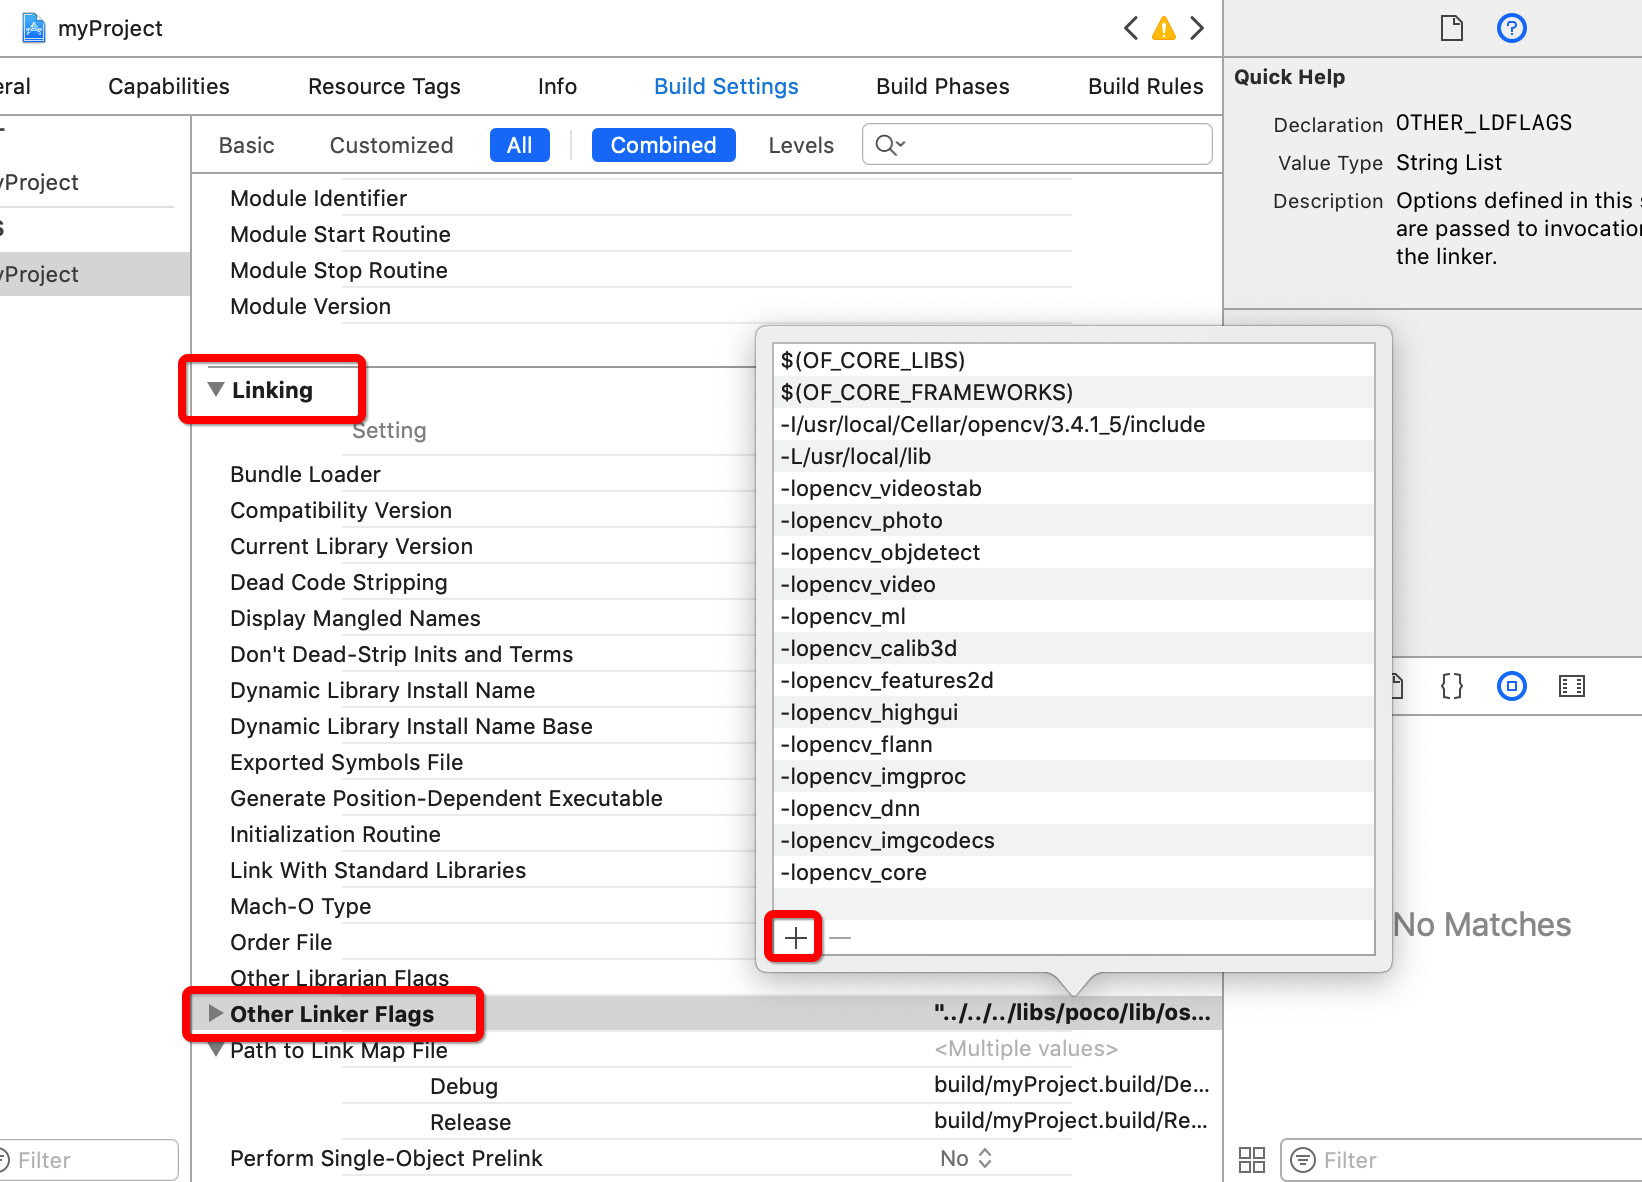 myProject
eral Capabilities Resource Tags Info Build Settings Build Phases Build Rules
Basic Customized All Combined Levels
yProject
S
yProject
Module Identifier
Module Start Routine
Module Stop Routine
Module Version
Linking
Setting
Bundle Loader
Compatibility Version
Current Library Version
Dead Code Stripping
Display Mangled Names
Don't Dead-Strip Inits and Terms
Dynamic Library Install Name
Dynamic Library Install Name Base
Exported Symbols File
Generate Position-Dependent Executable
Initialization Routine
Link With Standard Libraries
Mach-O Type
Order File
Other Librarian Flags
Other Linker Flags "../../../libs/poco/lib/os...
Path to Link Map File <Multiple values>
Debug build/myProject.build/De...
Release build/myProject.build/Re...
Perform Single-Object Prelink No
Filter
$(OF_CORE_LIBS)
$(OF_CORE_FRAMEWORKS)
-I/usr/local/Cellar/opencv/3.4.1_5/include
-L/usr/local/lib
-lopencv_videostab
-lopencv_photo
-lopencv_objdetect
-lopencv_video
-lopencv_ml
-lopencv_calib3d
-lopencv_features2d
-lopencv_highgui
-lopencv_flann
-lopencv_imgproc
-lopencv_dnn
-lopencv_imgcodecs
-lopencv_core
Quick Help
Declaration OTHER_LDFLAGS
Value Type String List
Description Options defined in this s
are passed to invocation
the linker.
No Matches
Filter